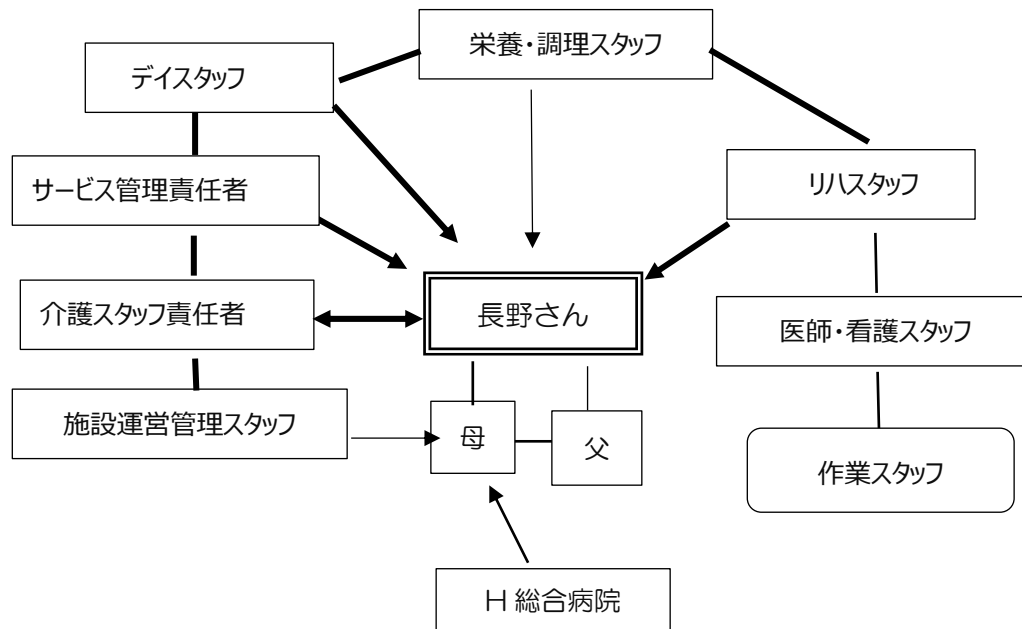 栄養・調理スタッフ
デイスタッフ
サービス管理責任者
リハスタッフ
介護スタッフ責任者
長野さん
医師・看護スタッフ
施設運営管理スタッフ
母
父
作業スタッフ
H 総合病院